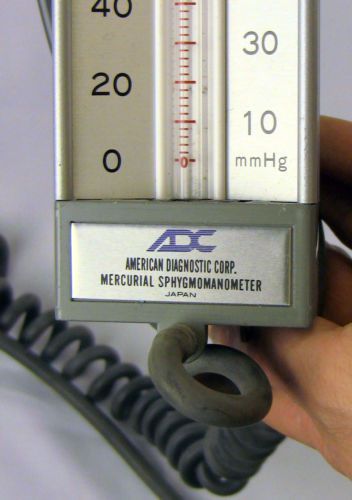 40
30
20
10
0
0
mmHg
ADC
AMERICAN DIAGNOSTIC CORP.
MERCURIAL SPHYGMOMANOMETER
JAPAN